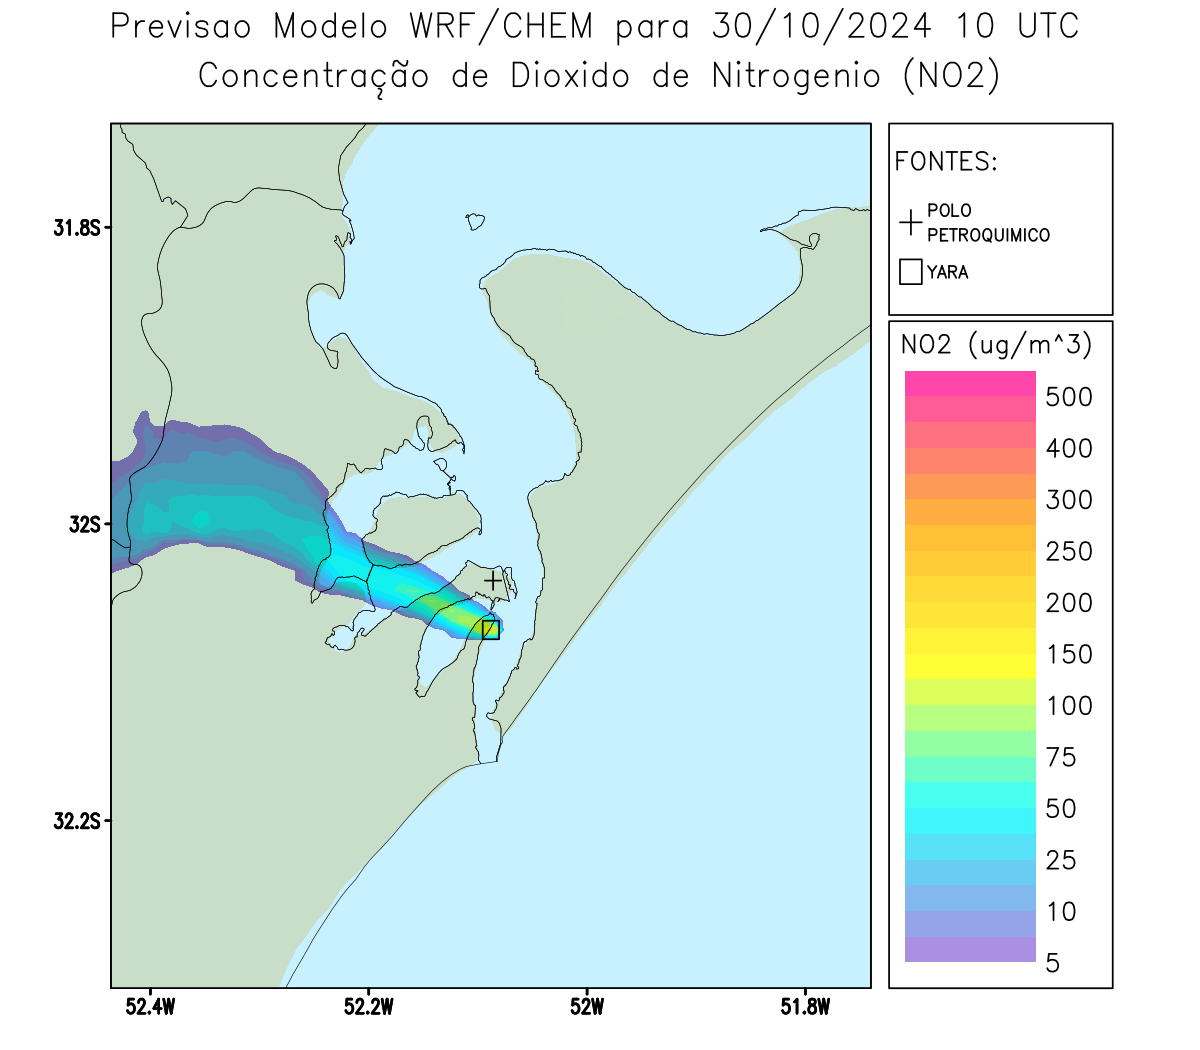 Previsao Modelo WRF/CHEM para 30/10/2024 10 UTC
Concentração de Dioxido de Nitrogenio (NO2)
FONTES:
POLO
PETROQUIMICO
YARA
31.8S
32S
32.2S
52.4W
52.2W
52W
51.8W
NO2 (ug/m^3)
500
400
300
250
200
150
100
75
50
25
10
5